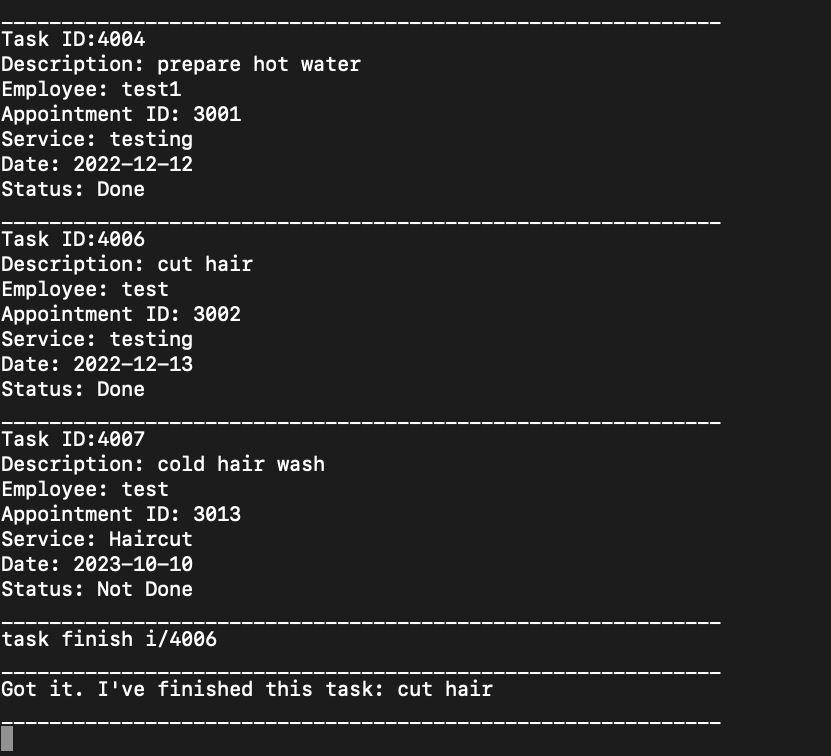 ____________________________________________________________
Task ID:4004
Description: prepare hot water
Employee: test1
Appointment ID: 3001
Service: testing
Date: 2022-12-12
Status: Done
____________________________________________________________
Task ID:4006
Description: cut hair
Employee: test
Appointment ID: 3002
Service: testing
Date: 2022-12-13
Status: Done
____________________________________________________________
Task ID:4007
Description: cold hair wash
Employee: test
Appointment ID: 3013
Service: Haircut
Date: 2023-10-10
Status: Not Done
____________________________________________________________
task finish i/4006
____________________________________________________________
Got it. I've finished this task: cut hair
____________________________________________________________